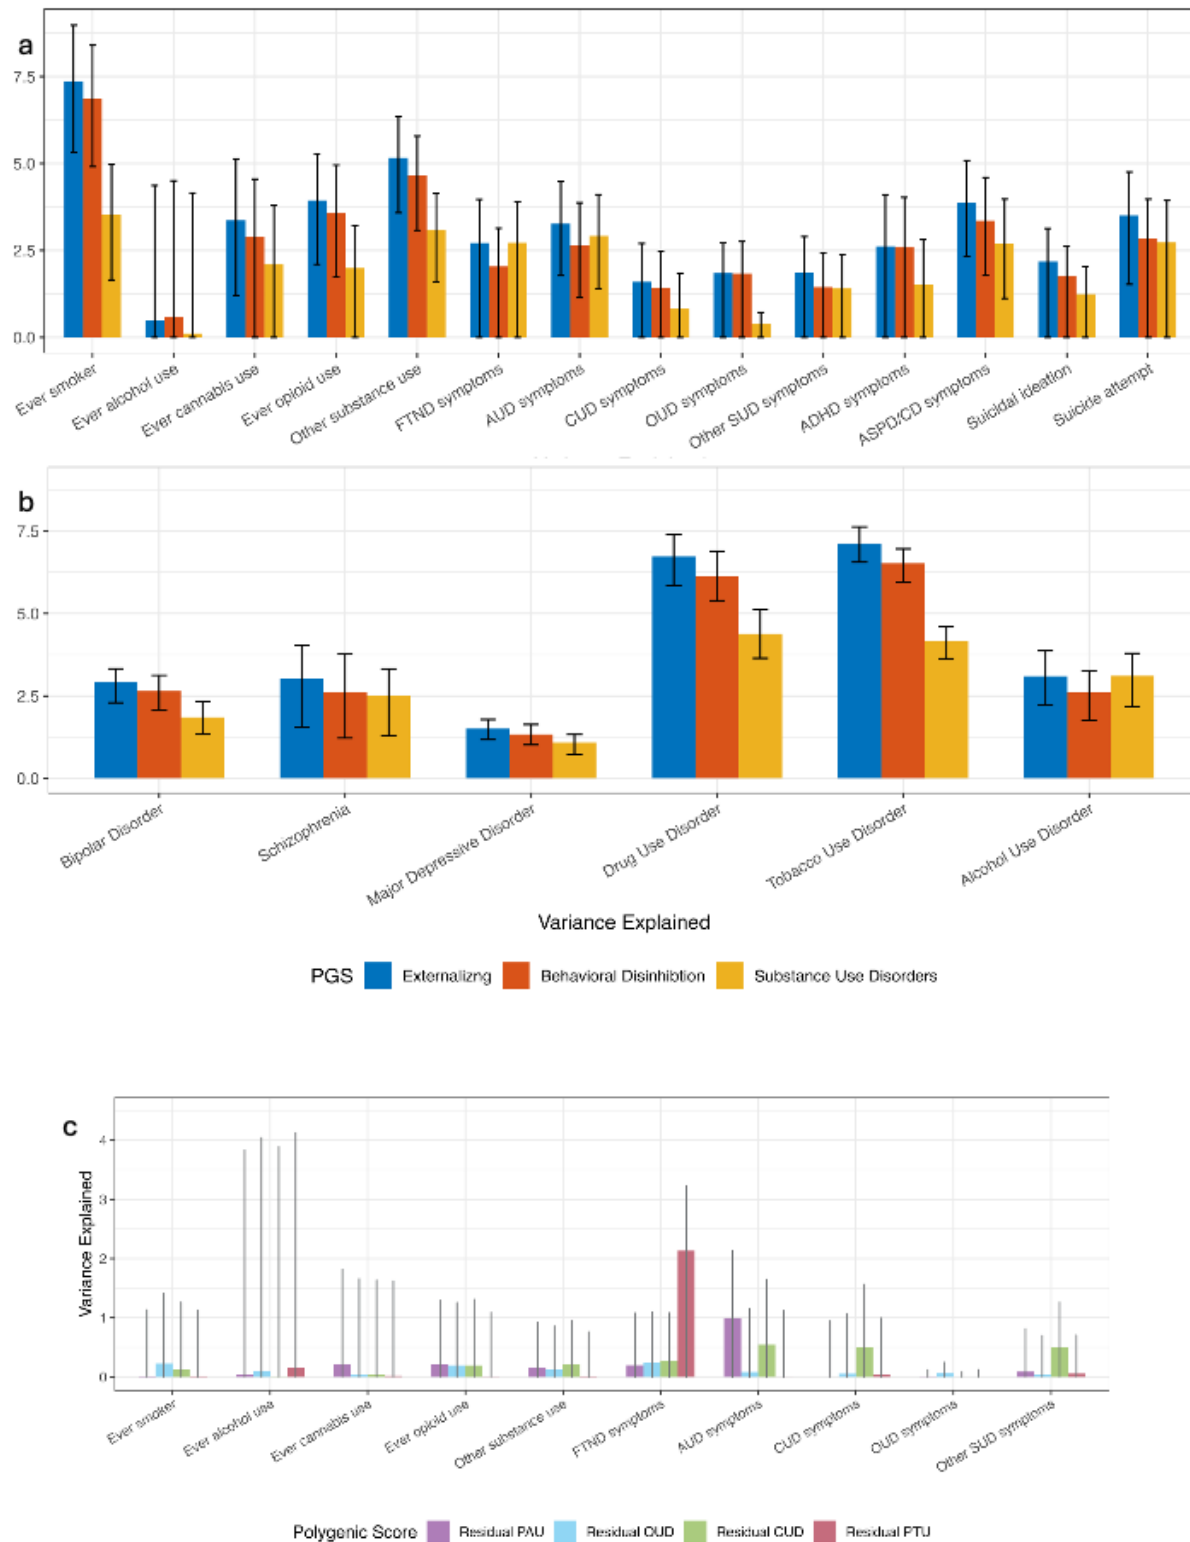 a
7.5
5.0
2.5
0.0
Ever smoker
Ever alcohol use
Ever cannabis use
Ever opioid use
Other substance use
FTND symptoms
AUD symptoms
CUD symptoms
OUD symptoms
Other SUD symptoms
ADHD symptoms
ASPD/CD symptoms
Suicidal ideation
Suicide attempt
b
7.5
5.0
2.5
0.0
Bipolar Disorder
Schizophrenia
Major Depressive Disorder
Drug Use Disorder
Tobacco Use Disorder
Alcohol Use Disorder
Variance Explained
PGS Externalizng Behavioral Disinhibtion Substance Use Disorders
c
Variance Explained
4
3
2
1
0
Ever smoker
Ever alcohol use
Ever cannabis use
Ever opioid use
Other substance use
FTND symptoms
AUD symptoms
CUD symptoms
OUD symptoms
Other SUD symptoms
Polygenic Score Residual PAU Residual OUD Residual CUD Residual PTU